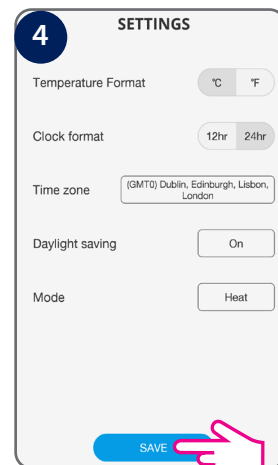 4
SETTINGS
Temperature Format
°C °F
Clock format
12hr 24hr
Time zone
(GMT0) Dublin, Edinburgh, Lisbon,
London
Daylight saving
On
Mode
Heat
SAVE